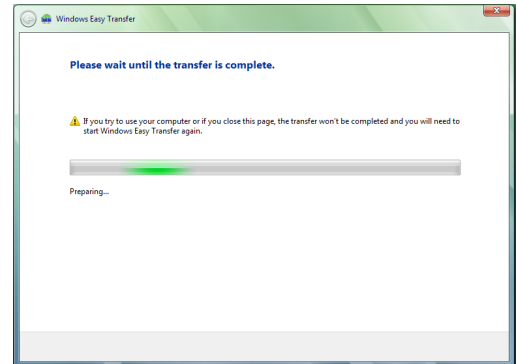 Windows Easy Transfer
Please wait until the transfer is complete.
If you try to use your computer or if you close this page, the transfer won't be completed and you will need to
start Windows Easy Transfer again.
Preparing...